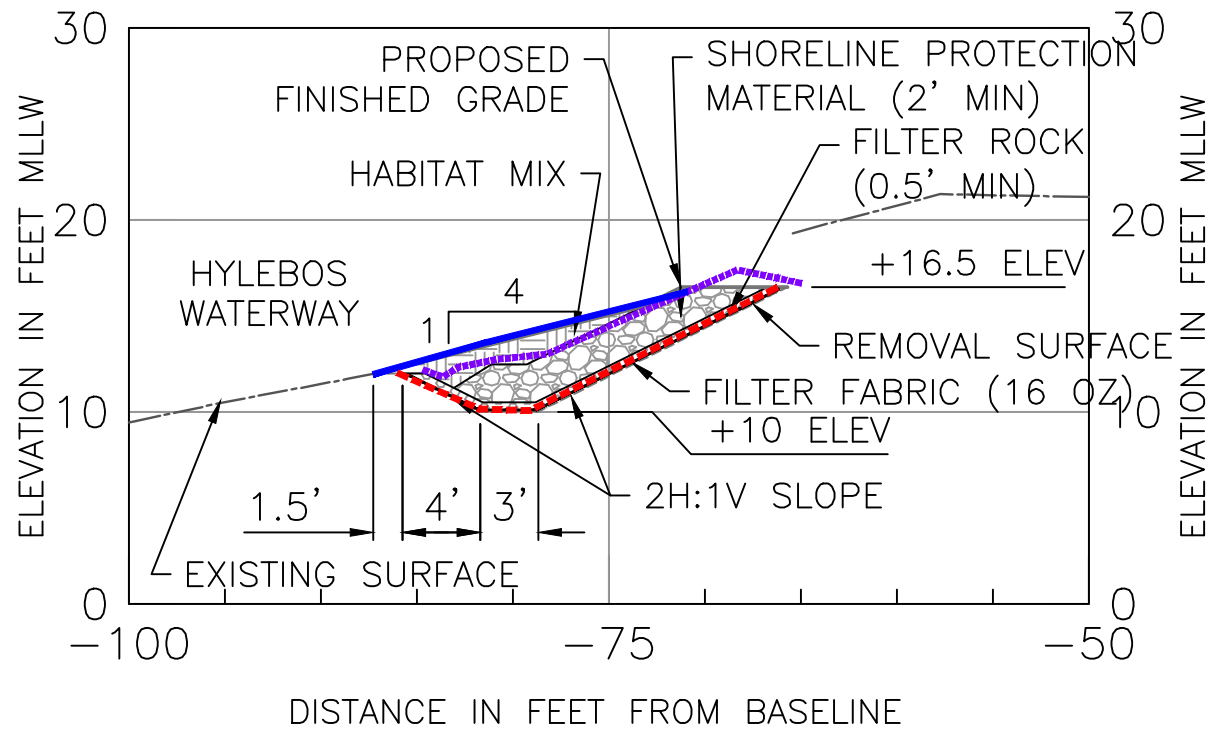 30
30
PROPOSED
FINISHED GRADE
SHORELINE PROTECTION
MATERIAL (2' MIN)
FILTER ROCK
(0.5' MIN)
HABITAT MIX
20
20
HYLEBOS
WATERWAY
4
1
+16.5 ELEV
REMOVAL SURFACE
FILTER FABRIC (16 OZ)
10
10
+10 ELEV
2H:1V SLOPE
1.5'
4'
3'
EXISTING SURFACE
0
0
-100
-75
-50
ELEVATION IN FEET MLLW
ELEVATION IN FEET MLLW
DISTANCE IN FEET FROM BASELINE